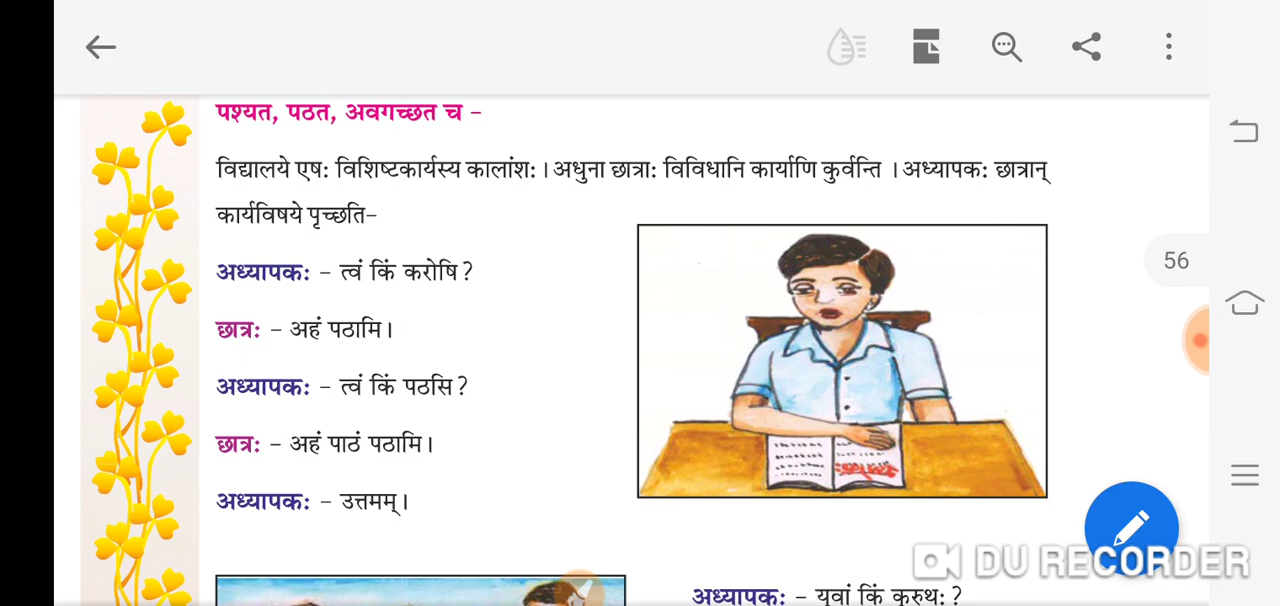 पश्यत, पठत, अवगच्छत च –
विद्यालये एषः विशिष्टकार्यस्य कालांशः। अधुना छात्राः विविधानि कार्याणि कुर्वन्ति । अध्यापकः छात्रान्
कार्यविषये पृच्छति–
अध्यापकः – त्वं किं करोषि?
छात्रः – अहं पठामि।
56
अध्यापकः – त्वं किं पठसि?
छात्रः – अहं पाठं पठामि।
अध्यापकः – उत्तमम्।
DU RECORDER
अध्यापकः – युवां किं कुरुथः?